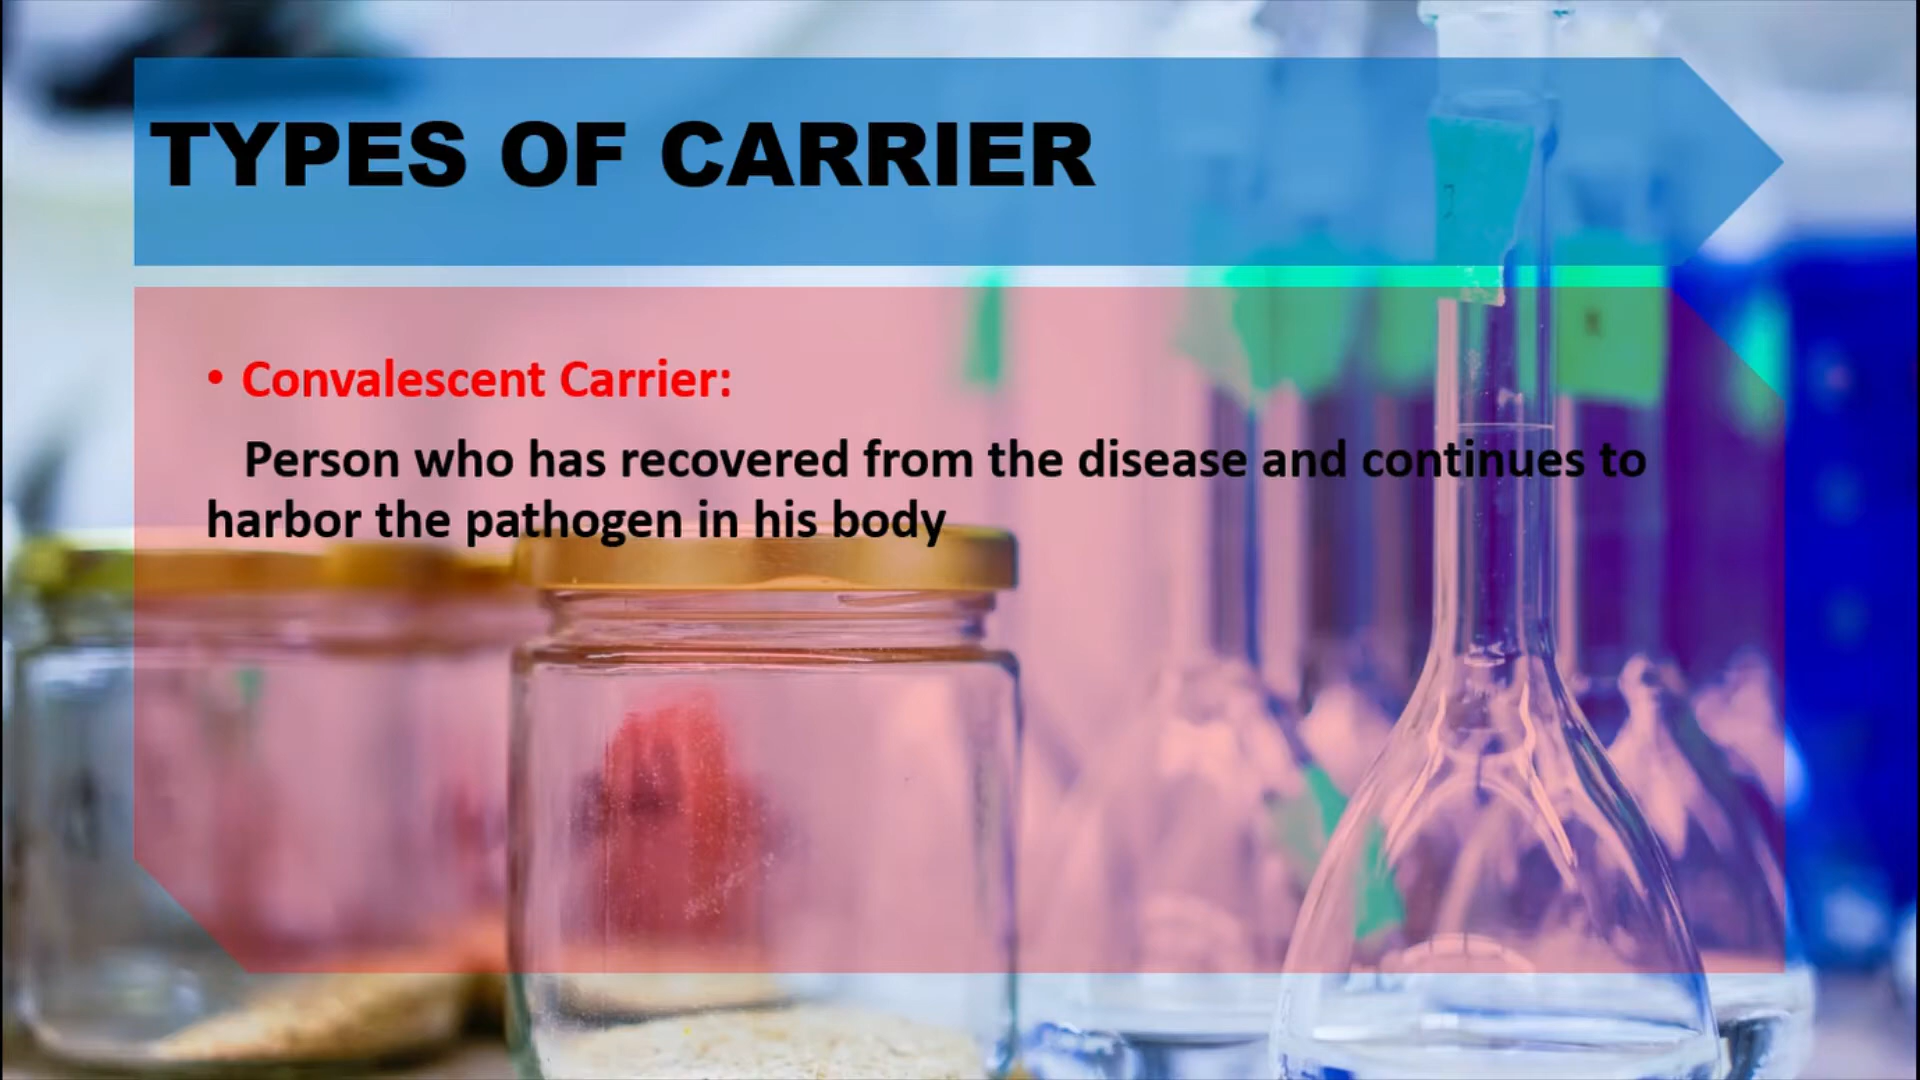 TYPES OF CARRIER
• Convalescent Carrier:
Person who has recovered from the disease and continues to
harbor the pathogen in his body